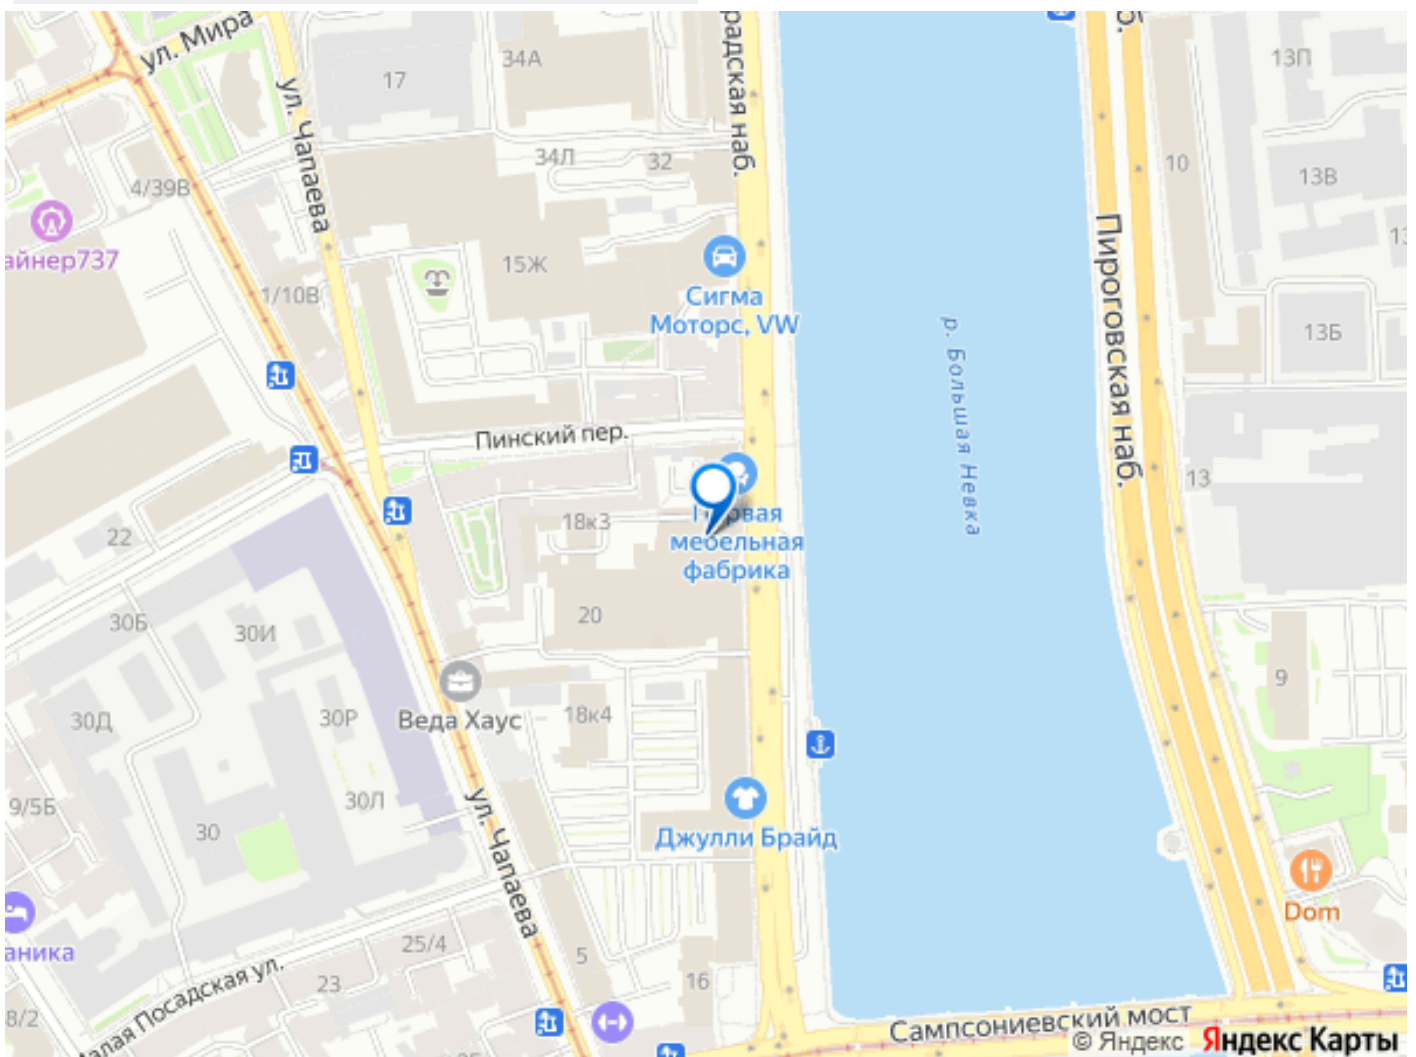 ул. Мира
34А
17
ул. Чапаева
радская наб.
13П
34Л
32
10
13В
4/39В
айнер737
15Ж
1/10В
Сигма
Моторс, VW
р. Большая Невка
Пироговская наб.
13Б
Пинский пер.
13
18к3
Первая
мебельная
фабрика
22
30Б
30И
20
9
30Д
30Р
Веда Хаус
18к4
9/5Б
30
30Л
ул. Чапаева
Джулли Брайд
Dom
аника
25/4
5
16
23
8/2
алая Посадская ул.
Сампсониевский мост
© Яндекс Яндекс Карты